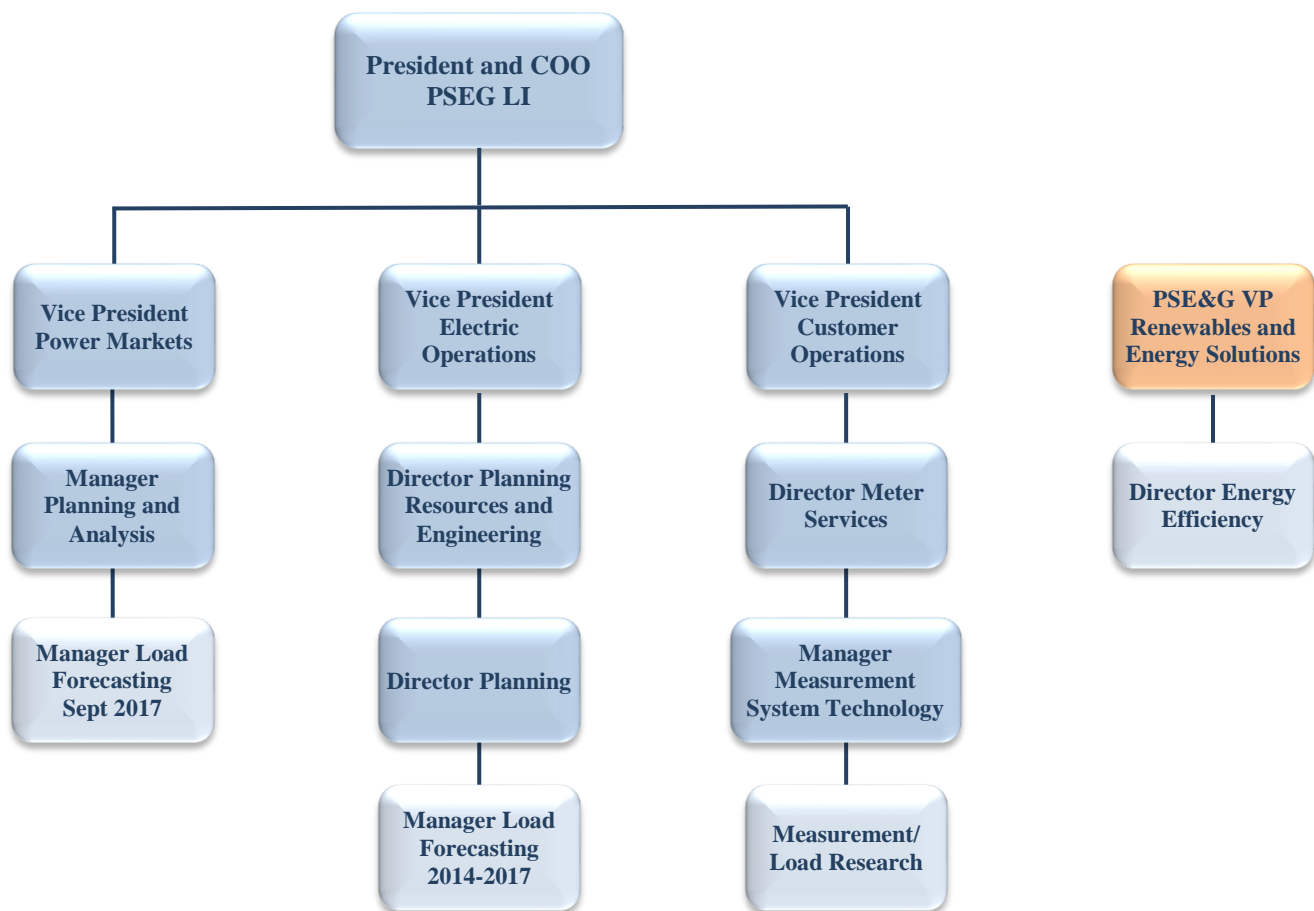 President and COO
PSEG LI
Vice President
Power Markets
Vice President
Electric
Operations
Vice President
Customer
Operations
PSE&G VP
Renewables and
Energy Solutions
Manager
Planning and
Analysis
Director Planning
Resources and
Engineering
Director Meter
Services
Director Energy
Efficiency
Manager Load
Forecasting
Sept 2017
Director Planning
Manager
Measurement
System Technology
Manager Load
Forecasting
2014-2017
Measurement/
Load Research